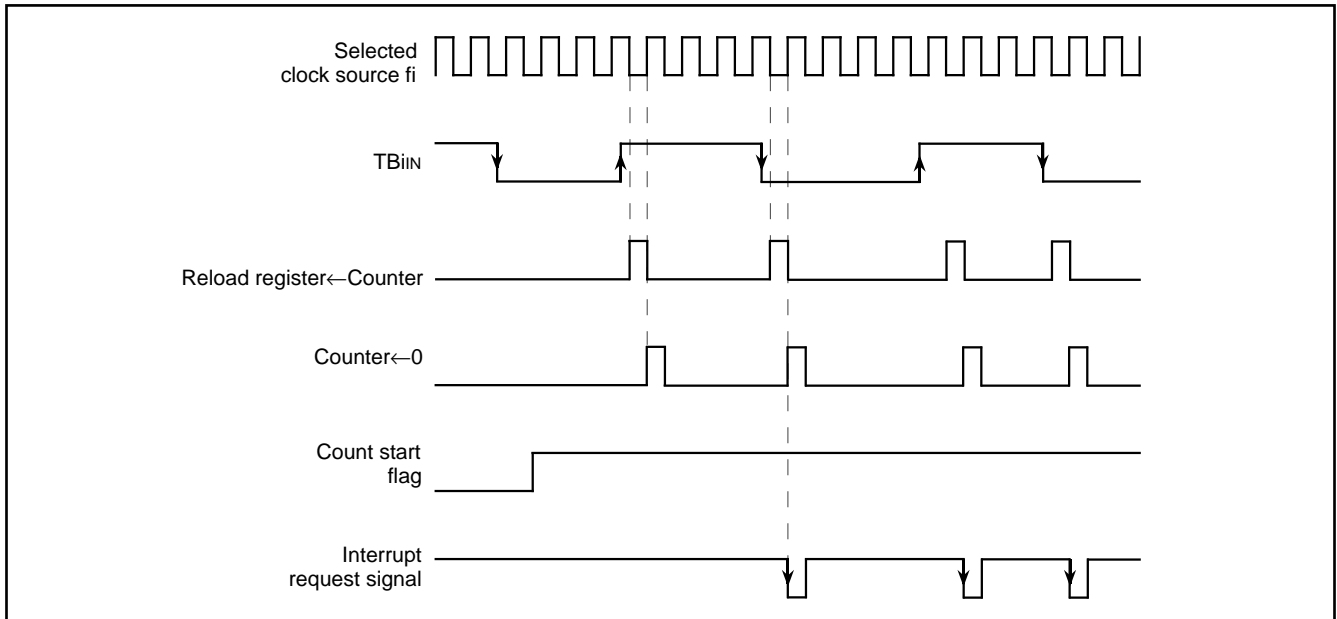 Selected
clock source fi
TBiIN
Reload register←Counter
Counter←0
Count start
flag
Interrupt
request signal